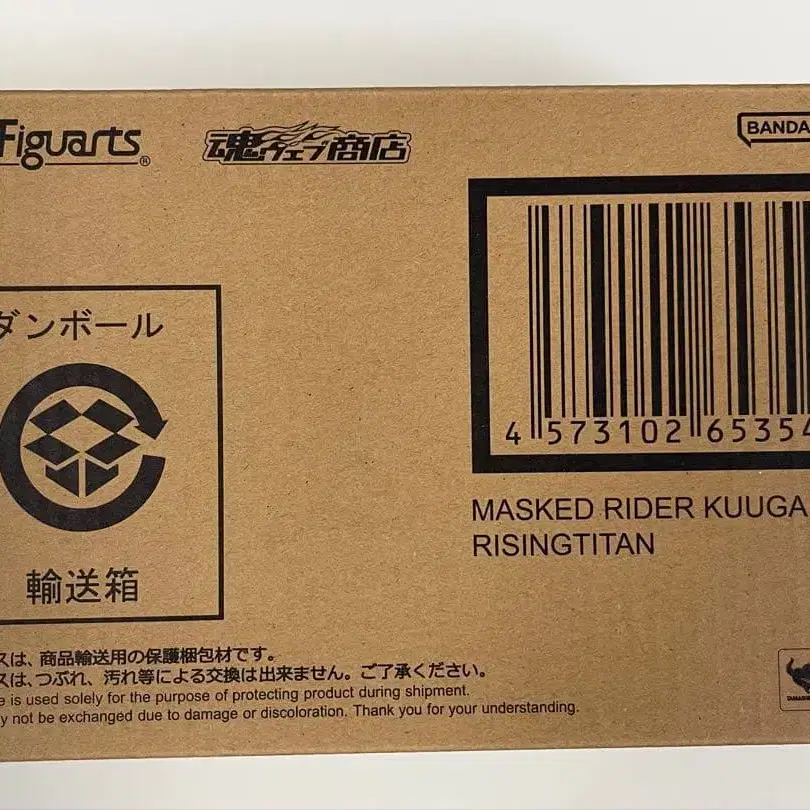 Figuarts®
魂ウェブ商店
BANDA
ダンボール
輸送箱
4 573102 65354
MASKED RIDER KUUGA
RISINGTITAN
スは、商品輸送用の保護梱包材です。
スは、つぶれ、汚れ等による交換は出来ません。ご了承ください。
e is used solely for the purpose of protecting product during shipment.
y not be exchanged due to damage or discoloration. Thank you for your understanding.